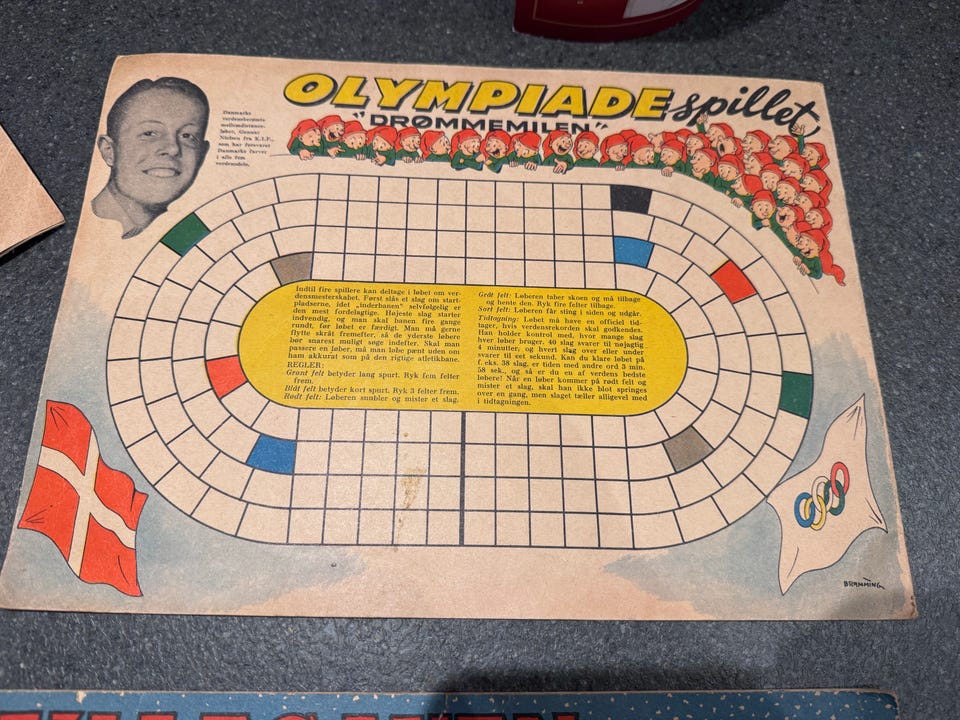 OLYMPIADE spillet
"DRØMMEMILEN"
Danmarks
verdensberømte
mellemdistance-
løber, Gunnar
Nielsen fra K.I.F.,
som har forsvaret
Danmarks farver
i alle fem
verdensdele.
Indtil fire spillere kan deltage i løbet om ver-
densmesterskabet. Først slås et slag om start-
pladserne, idet „inderbanen" selvfølgelig er
den mest fordelagtige. Højeste slag starter
indvendig, og man skal banen fire gange
rundt, før løbet er færdigt. Man må gerne
flytte skråt fremefter, så de yderste løbere
bør snarest muligt søge indefter. Skal man
passere en løber, må man løbe pænt uden om
ham akkurat som på den rigtige atletikbane.
REGLER:
Grønt felt betyder lang spurt. Ryk fem felter
frem.
Blåt felt betyder kort spurt. Ryk 3 felter frem.
Rødt felt: Løberen snubler og mister et slag.
Gråt felt: Løberen taber skoen og må tilbage
og hente den. Ryk fire felter tilbage.
Sort felt: Løberen får sting i siden og udgår.
Tidtagning: Løbet må have en officiel tid-
tager, hvis verdensrekorden skal godkendes.
Han holder kontrol med, hvor mange slag
hver løber bruger. 40 slag svarer til nøjagtig
4 minutter, og hvert slag over eller under
svarer til eet sekund. Kan du klare løbet på
f. eks. 38 slag, er tiden med andre ord 3 min.
58 sek., og så er du en af verdens bedste
løbere! Når en løber kommer på rødt felt og
mister et slag, skal han ikke blot springes
over en gang, men slaget tæller alligevel med
i tidtagningen.
BRAMMING